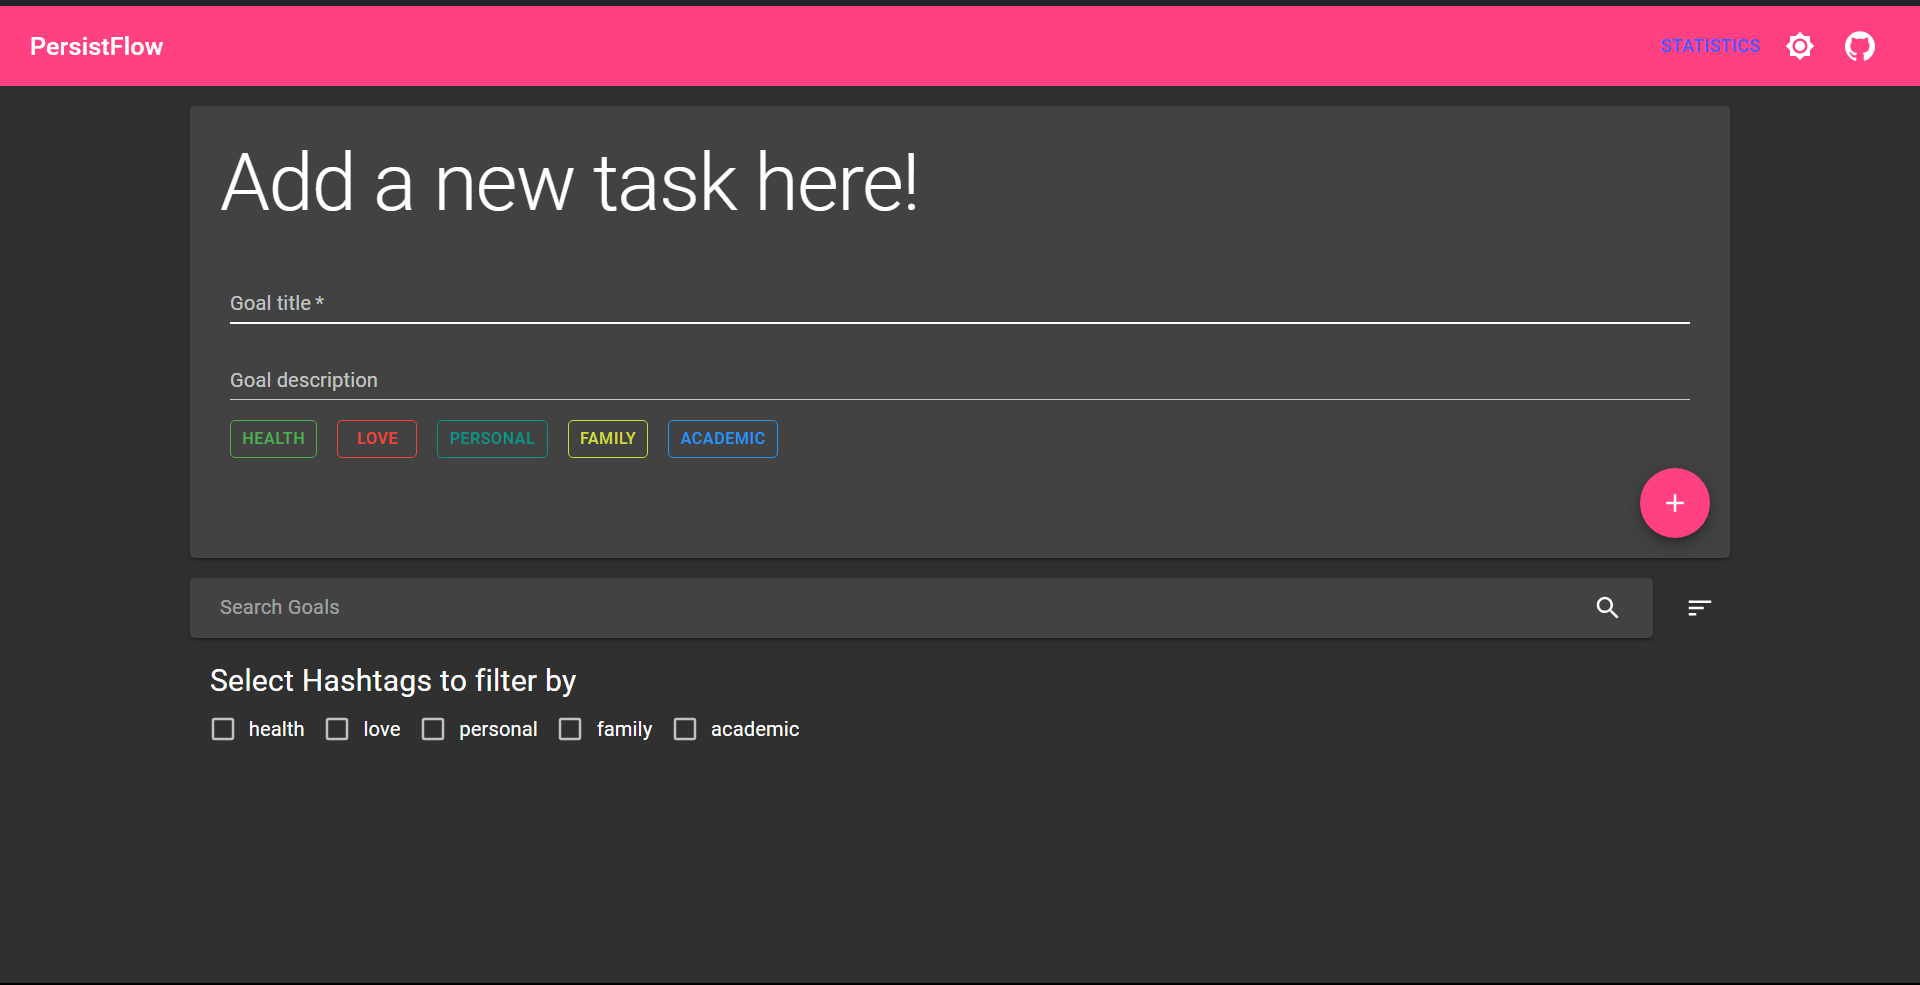 PersistFlow
STATISTICS
Add a new task here!
Goal title *
Goal description
HEALTH LOVE PERSONAL FAMILY ACADEMIC
Search Goals
Select Hashtags to filter by
health love personal family academic